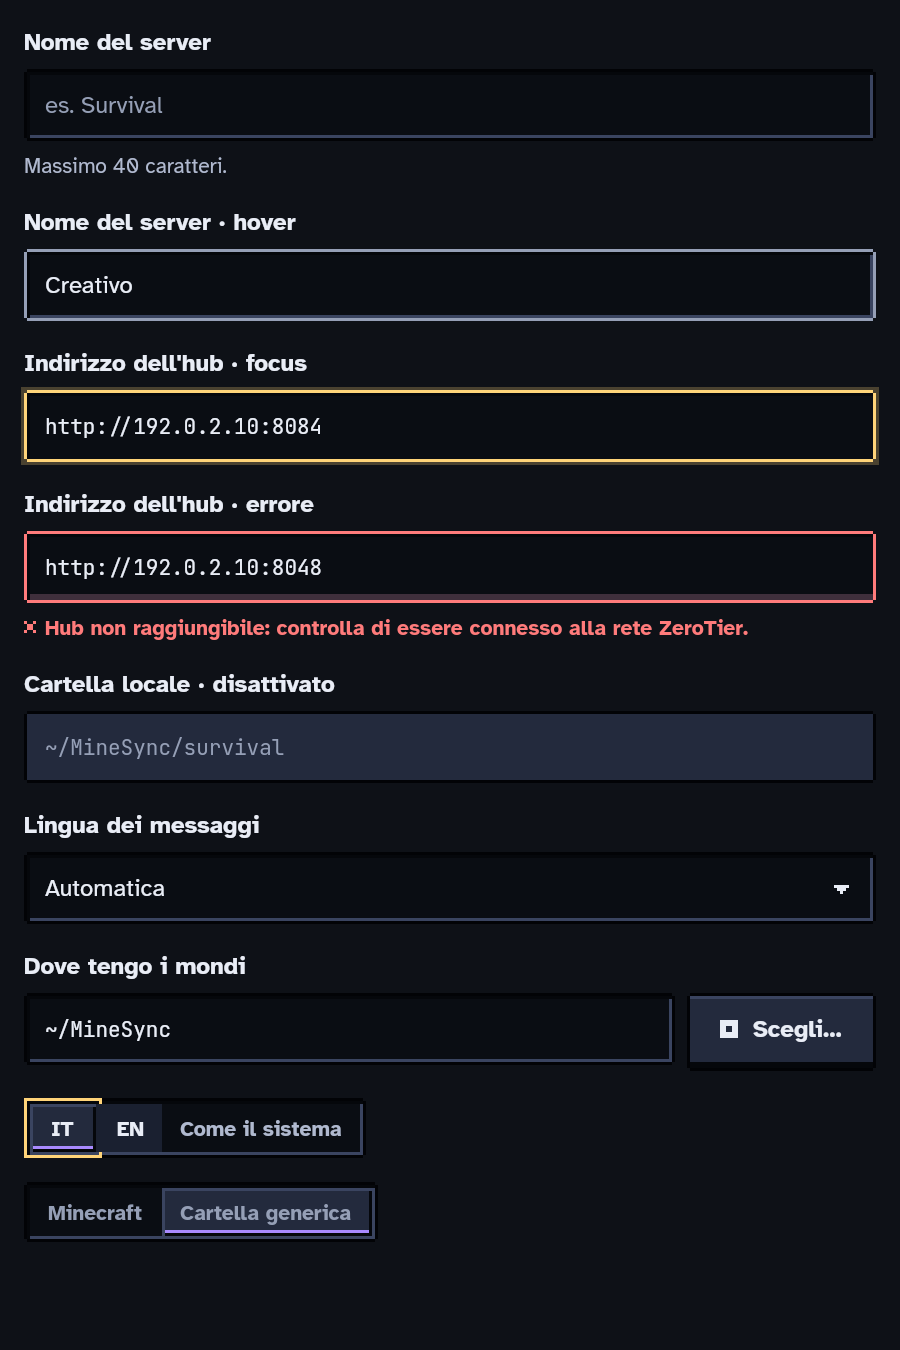 Nome del server
es. Survival
Massimo 40 caratteri.
Nome del server · hover
Creativo
Indirizzo dell'hub · focus
http://192.0.2.10:8084
Indirizzo dell'hub · errore
http://192.0.2.10:8048
Hub non raggiungibile: controlla di essere connesso alla rete ZeroTier.
Cartella locale · disattivato
~/MineSync/survival
Lingua dei messaggi
Automatica
Dove tengo i mondi
~/MineSync Scegli…
IT EN Come il sistema
Minecraft Cartella generica